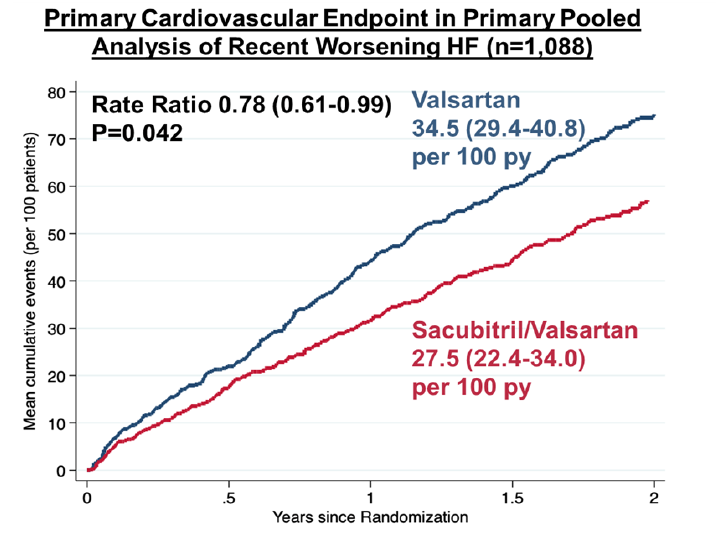 Primary Cardiovascular Endpoint in Primary Pooled
Analysis of Recent Worsening HF (n=1,088)
Rate Ratio 0.78 (0.61-0.99)
P=0.042
Valsartan
34.5 (29.4-40.8)
per 100 py
Sacubitril/Valsartan
27.5 (22.4-34.0)
per 100 py
Mean cumulative events (per 100 patients)
80
70
60
50
40
30
20
10
0
0 .5 1 1.5 2
Years since Randomization